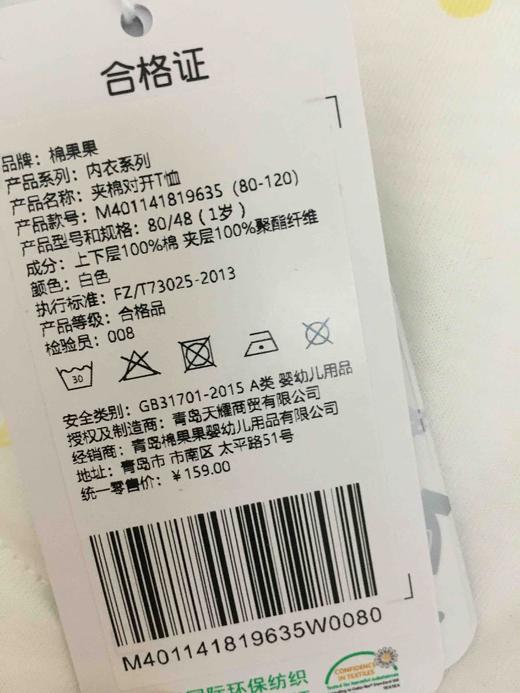 合格证
品牌：棉果果
产品系列：内衣系列
产品名称：夹棉对开T恤
产品款号：M401141819635（80-120）
产品型号和规格：80/48（1岁）
成分：上下层100%棉 夹层100%聚酯纤维
颜色：白色
执行标准：FZ/T73025-2013
产品等级：合格品
检验员：008
30
安全类别：GB31701-2015 A类 婴幼儿用品
授权及制造商：青岛天耀商贸有限公司
经销商：青岛棉果果婴幼儿用品有限公司
地址：青岛市 市南区 太平路51号
统一零售价：￥159.00
M401141819635W0080
国际环保纺织
CONFIDENCE
IN TEXTILES